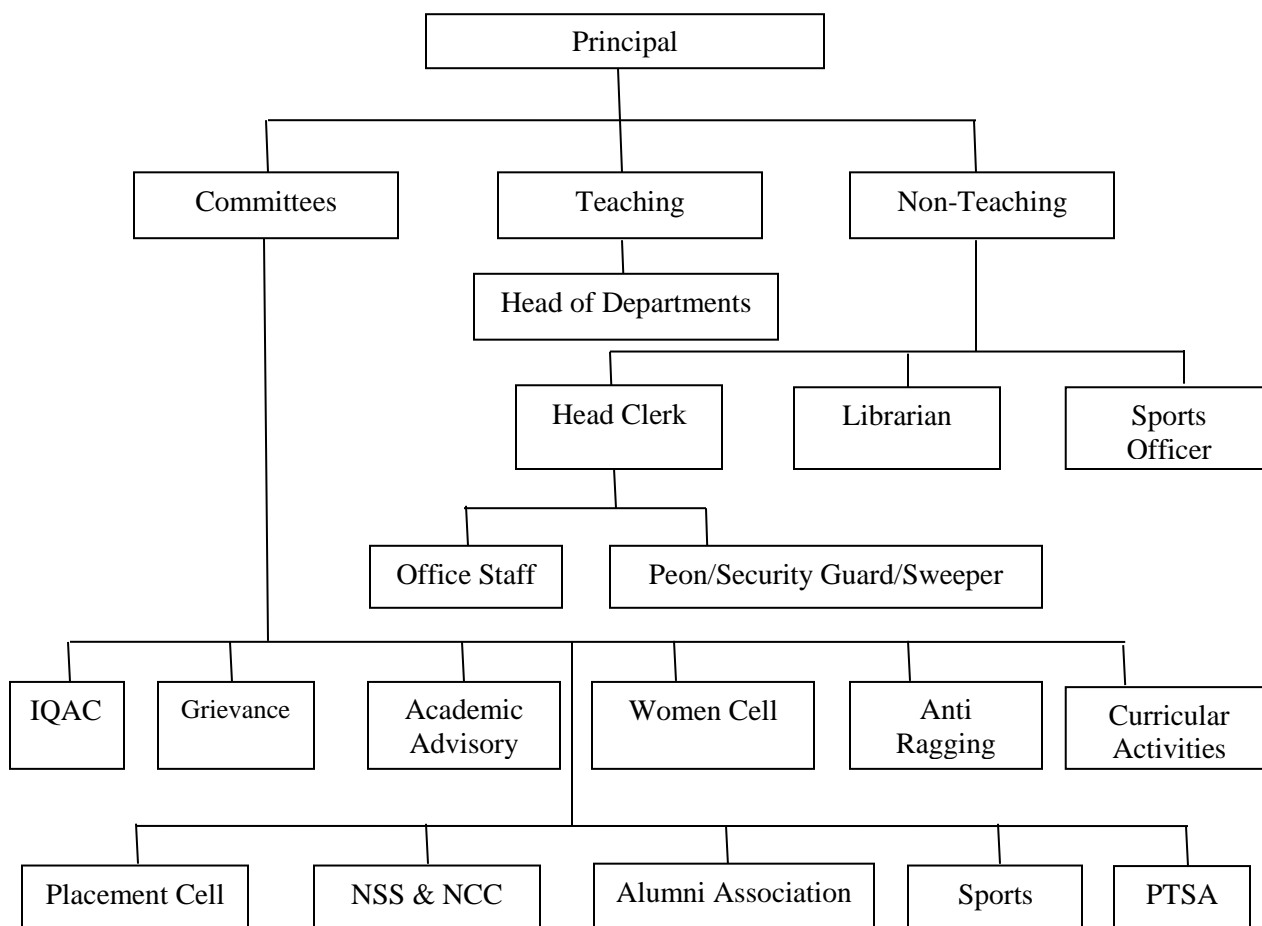 Principal
Committees
Teaching
Non-Teaching
Head of Departments
Head Clerk
Librarian
Sports
Officer
Office Staff
Peon/Security Guard/Sweeper
IQAC
Grievance
Academic
Advisory
Women Cell
Anti
Ragging
Curricular
Activities
Placement Cell
NSS & NCC
Alumni Association
Sports
PTSA